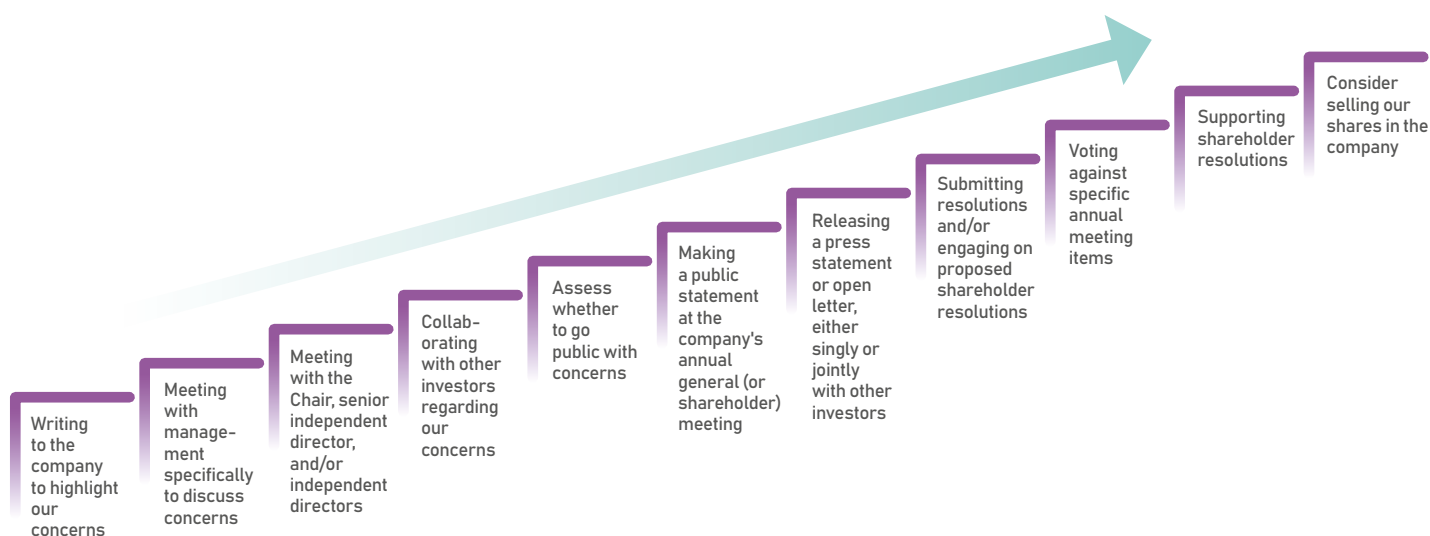 Writing
to the
company
to highlight
our
concerns
Meeting
with
manage-
ment
specifically
to discuss
concerns
Meeting
with the
Chair, senior
independent
director,
and/or
independent
directors
Collab-
orating
with other
investors
regarding
our
concerns
Assess
whether
to go
public with
concerns
Making
a public
statement
at the
company's
annual
general (or
shareholder)
meeting
Releasing
a press
statement
or open
letter,
either
singly or
jointly
with other
investors
Submitting
resolutions
and/or
engaging on
proposed
shareholder
resolutions
Voting
against
specific
annual
meeting
items
Supporting
shareholder
resolutions
Consider
selling our
shares in the
company